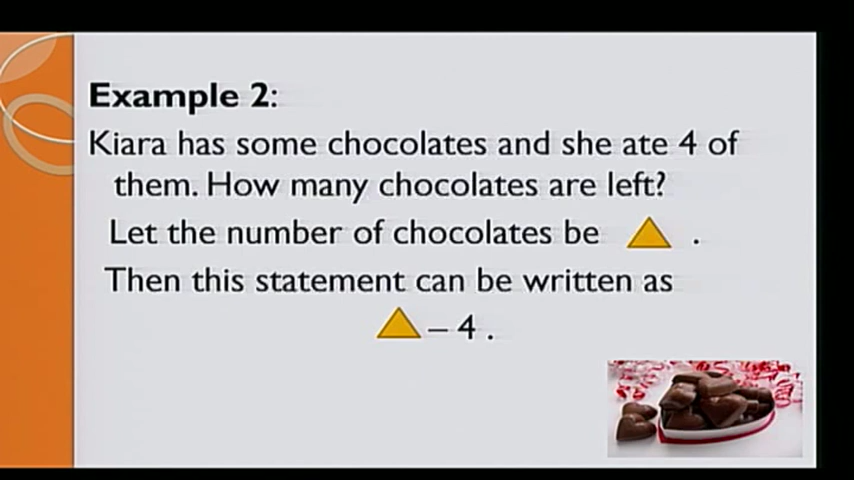 Example 2:
Kiara has some chocolates and she ate 4 of
them. How many chocolates are left?
Let the number of chocolates be .
Then this statement can be written as
– 4 .